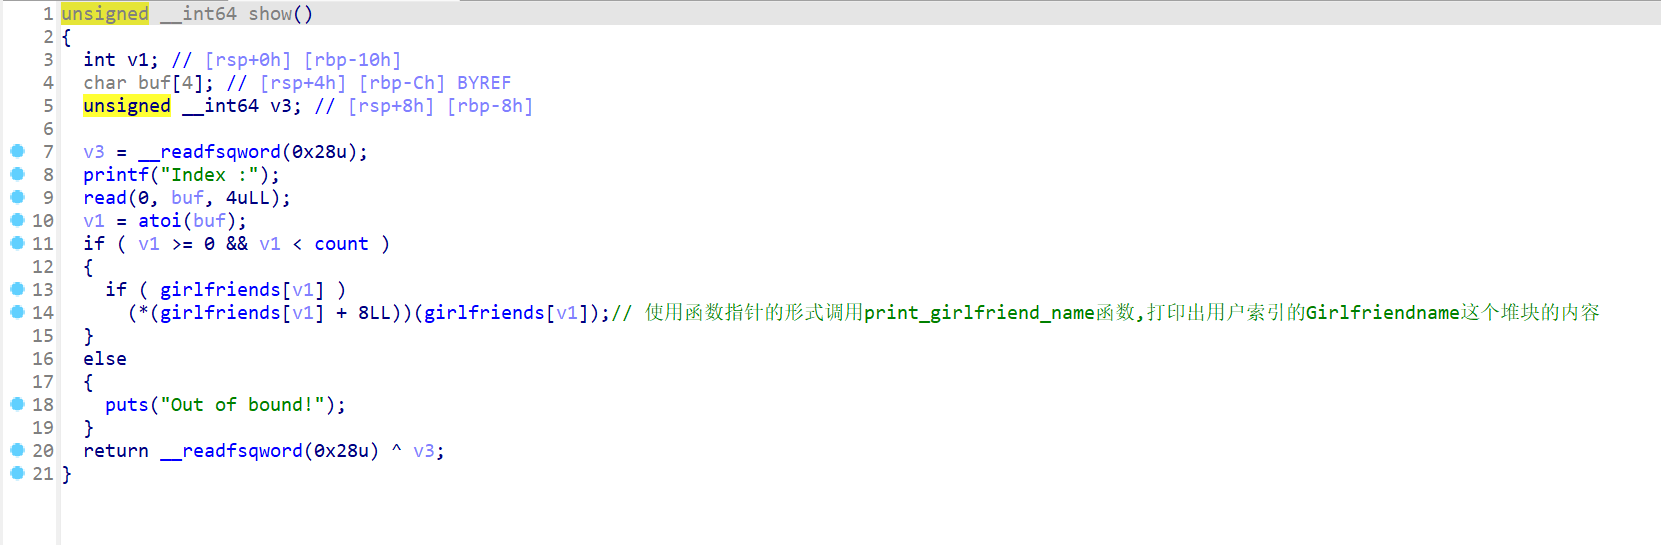 1 unsigned __int64 show()
2 {
3   int v1; // [rsp+0h] [rbp-10h]
4   char buf[4]; // [rsp+4h] [rbp-Ch] BYREF
5   unsigned __int64 v3; // [rsp+8h] [rbp-8h]
6
7   v3 = __readfsqword(0x28u);
8   printf("Index :");
9   read(0, buf, 4uLL);
10   v1 = atoi(buf);
11   if ( v1 >= 0 && v1 < count )
12   {
13     if ( girlfriends[v1] )
14       (*(girlfriends[v1] + 8LL))(girlfriends[v1]);// 使用函数指针的形式调用print_girlfriend_name函数,打印出用户索引的Girlfriendname这个堆块的内容
15   }
16   else
17   {
18     puts("Out of bound!");
19   }
20   return __readfsqword(0x28u) ^ v3;
21 }